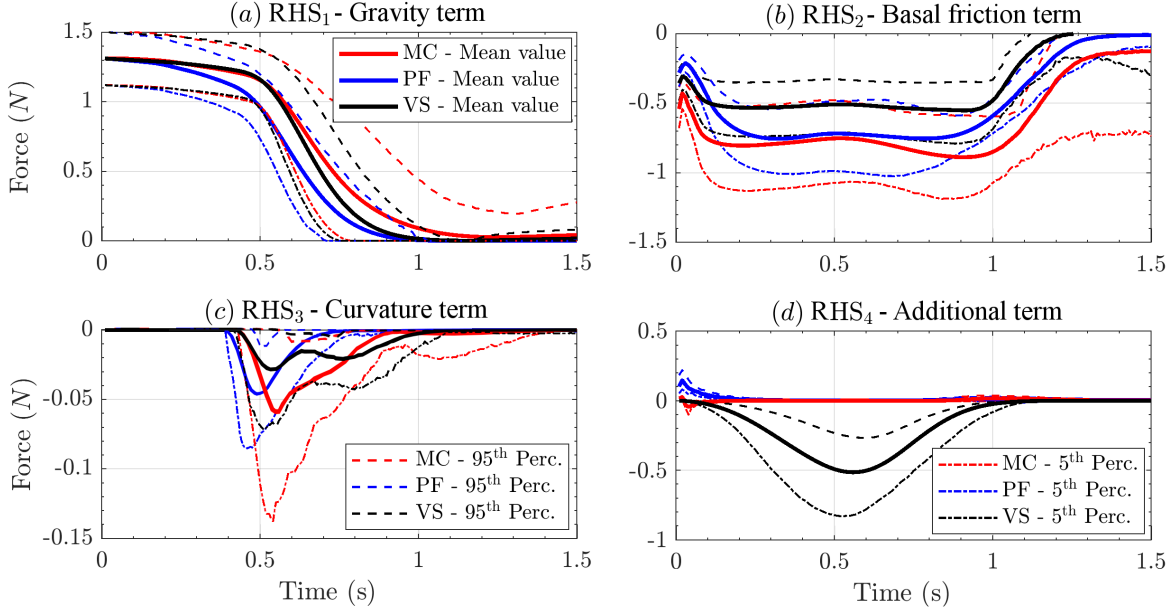 (a) RHS₁ - Gravity term
1.5
1
0.5
0
Force (N)
MC - Mean value
PF - Mean value
VS - Mean value
0
0.5
1
1.5
(b) RHS₂ - Basal friction term
0
-0.5
-1
-1.5
0
0.5
1
1.5
(c) RHS₃ - Curvature term
0
-0.05
-0.1
-0.15
Force (N)
MC - 95ᵗʰ Perc.
PF - 95ᵗʰ Perc.
VS - 95ᵗʰ Perc.
0
0.5
1
1.5
Time (s)
(d) RHS₄ - Additional term
0.5
0
-0.5
-1
MC - 5ᵗʰ Perc.
PF - 5ᵗʰ Perc.
VS - 5ᵗʰ Perc.
0
0.5
1
1.5
Time (s)